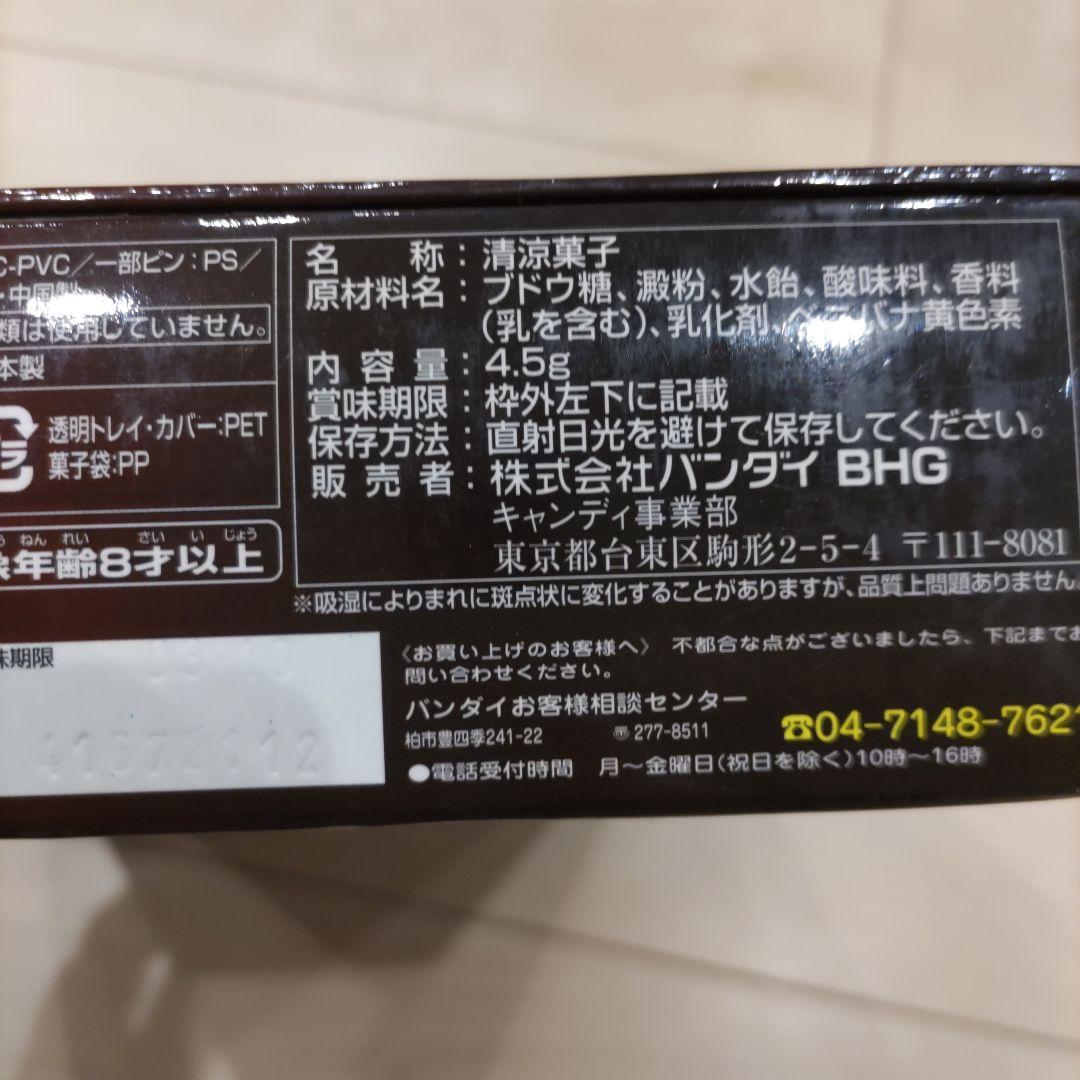 C-PVC/一部ピン:PS/
・中国製
類は使用していません。
本製
透明トレイ・カバー:PET
菓子袋:PP
ねん れい さい い じょう
年齢8才以上
味期限
08.10
41672112
名 称:清涼菓子
原材料名:ブドウ糖、澱粉、水飴、酸味料、香料
(乳を含む)、乳化剤、ベニバナ黄色素
内 容 量:4.5g
賞味期限:枠外左下に記載
保存方法:直射日光を避けて保存してください。
販 売 者:株式会社バンダイ BHG
キャンディ事業部
東京都台東区駒形2-5-4 〒111-8081
※吸湿によりまれに斑点状に変化することがありますが、品質上問題ありません。
《お買い上げのお客様へ》 不都合な点がございましたら、下記までお
問い合わせください。
バンダイお客様相談センター
柏市豊四季241-22 〠277-8511
☎04-7148-7621
●電話受付時間 月〜金曜日(祝日を除く)10時〜16時